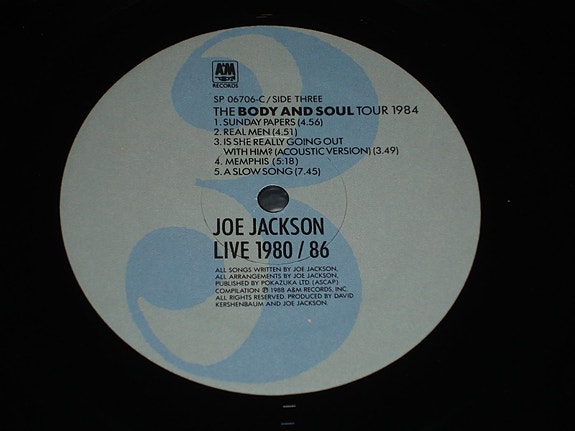 A&M
RECORDS
SP 06706-C/SIDE THREE
THE BODY AND SOUL TOUR 1984
1. SUNDAY PAPERS (4.56)
2. REAL MEN (4.51)
3. IS SHE REALLY GOING OUT
WITH HIM? (ACOUSTIC VERSION) (3.49)
4. MEMPHIS (5:18)
5. A SLOW SONG (7.45)
JOE JACKSON
LIVE 1980 / 86
ALL SONGS WRITTEN BY JOE JACKSON.
ALL ARRANGEMENTS BY JOE JACKSON.
PUBLISHED BY POKAZUKA LTD. (ASCAP)
COMPILATION ℗ 1988 A&M RECORDS, INC.
ALL RIGHTS RESERVED. PRODUCED BY DAVID
KERSHENBAUM AND JOE JACKSON.
3